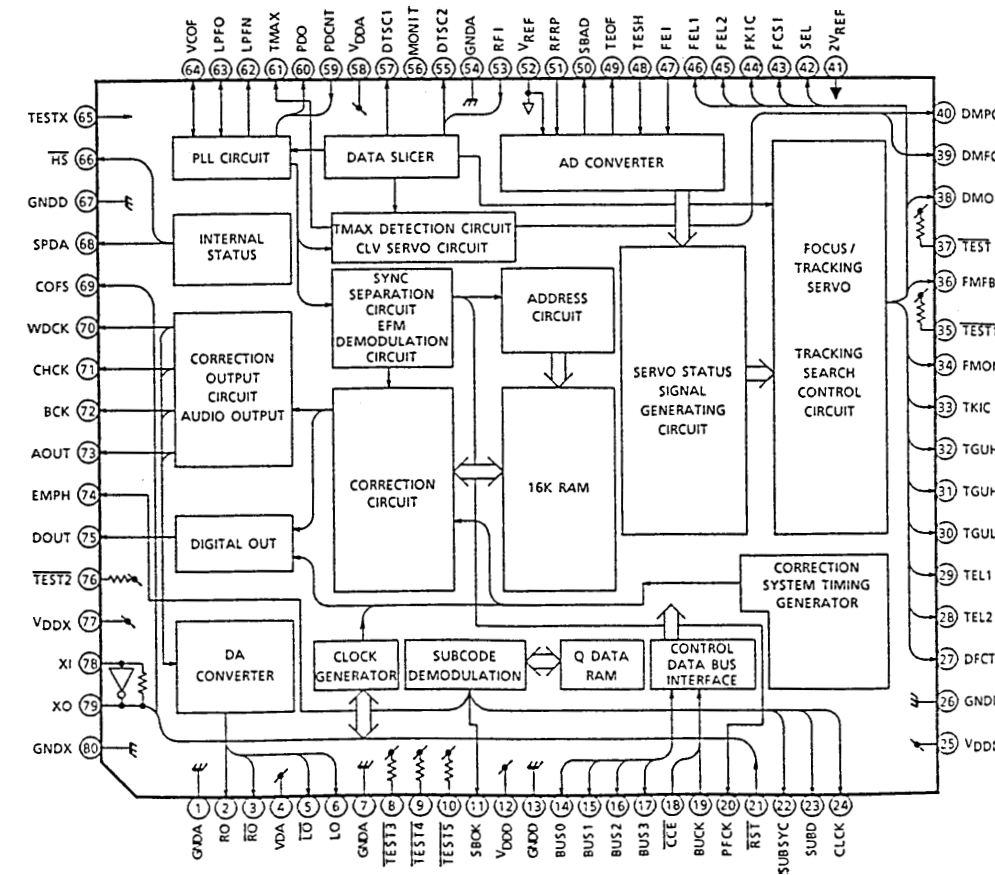 VCOF
LPFO
LPFN
TMAX
PDO
PDCNT
VDDA
DTSC1
MONIT
DTSC2
GNDA
RFI
VREF
RFRP
SBAD
TEOF
TESH
FEI
FEL1
FEL2
FKIC
FCSI
SEL
2VREF
64 63 62 61 60 59 58 57 56 55 54 53 52 51 50 49 48 47 46 45 44 43 42 41
TESTX 65
HS 66
GNDD 67
SPDA 68
COFS 69
WDCK 70
CHCK 71
BCK 72
AOUT 73
EMPH 74
DOUT 75
TEST2 76
VDDX 77
XI 78
XO 79
GNDX 80
PLL CIRCUIT
DATA SLICER
AD CONVERTER
INTERNAL
STATUS
TMAX DETECTION CIRCUIT
CLV SERVO CIRCUIT
SYNC
SEPARATION
CIRCUIT
EFM
DEMODULATION
CIRCUIT
ADDRESS
CIRCUIT
FOCUS /
TRACKING
SERVO
TRACKING
SEARCH
CONTROL
CIRCUIT
CORRECTION
OUTPUT
CIRCUIT
AUDIO OUTPUT
SERVO STATUS
SIGNAL
GENERATING
CIRCUIT
CORRECTION
CIRCUIT
16K RAM
DIGITAL OUT
CORRECTION
SYSTEM TIMING
GENERATOR
DA
CONVERTER
CLOCK
GENERATOR
SUBCODE
DEMODULATION
Q DATA
RAM
CONTROL
DATA BUS
INTERFACE
40
39
38 DMO
37 TEST
36 FMFB
35
34
33 TKIC
32
31
30 TGUL
29 TEL1
28 TEL2
27 DFCT
26
25
1 2 3 4 5 6 7 8 9 10 11 12 13 14 15 16 17 18 19 20 21 22 23 24
GNDA
RO
RO
VDA
LO
LO
GNDA
TEST3
TEST4
TEST5
SBOK
VDDO
GNDO
BUS0
BUS1
BUS2
BUS3
CCE
BUCK
PFCK
RST
SUBSYC
SUBD
CLCK